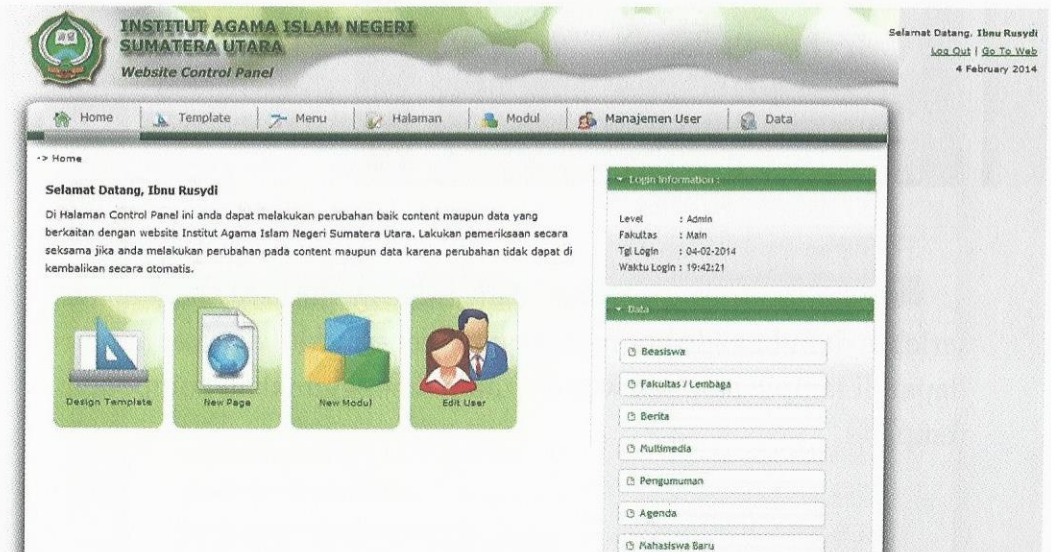 INSTITUT AGAMA ISLAM NEGERI
SUMATERA UTARA
Website Control Panel
Selamat Datang, Ibnu Rusydi
Log Out | Go To Web
4 February 2014
Home Template Menu Halaman Modul Manajemen User Data
-> Home
Selamat Datang, Ibnu Rusydi
Di Halaman Control Panel ini anda dapat melakukan perubahan baik content maupun data yang
berkaitan dengan website Institut Agama Islam Negeri Sumatera Utara. Lakukan pemeriksaan secara
seksama jika anda melakukan perubahan pada content maupun data karena perubahan tidak dapat di
kembalikan secara otomatis.
Design Template
New Page
New Modul
Edit User
Login Information :
Level : Admin
Fakultas : Main
Tgl Login : 04-02-2014
Waktu Login : 19:42:21
Data
Beasiswa
Fakultas / Lembaga
Berita
Multimedia
Pengumuman
Agenda
Mahasiswa Baru